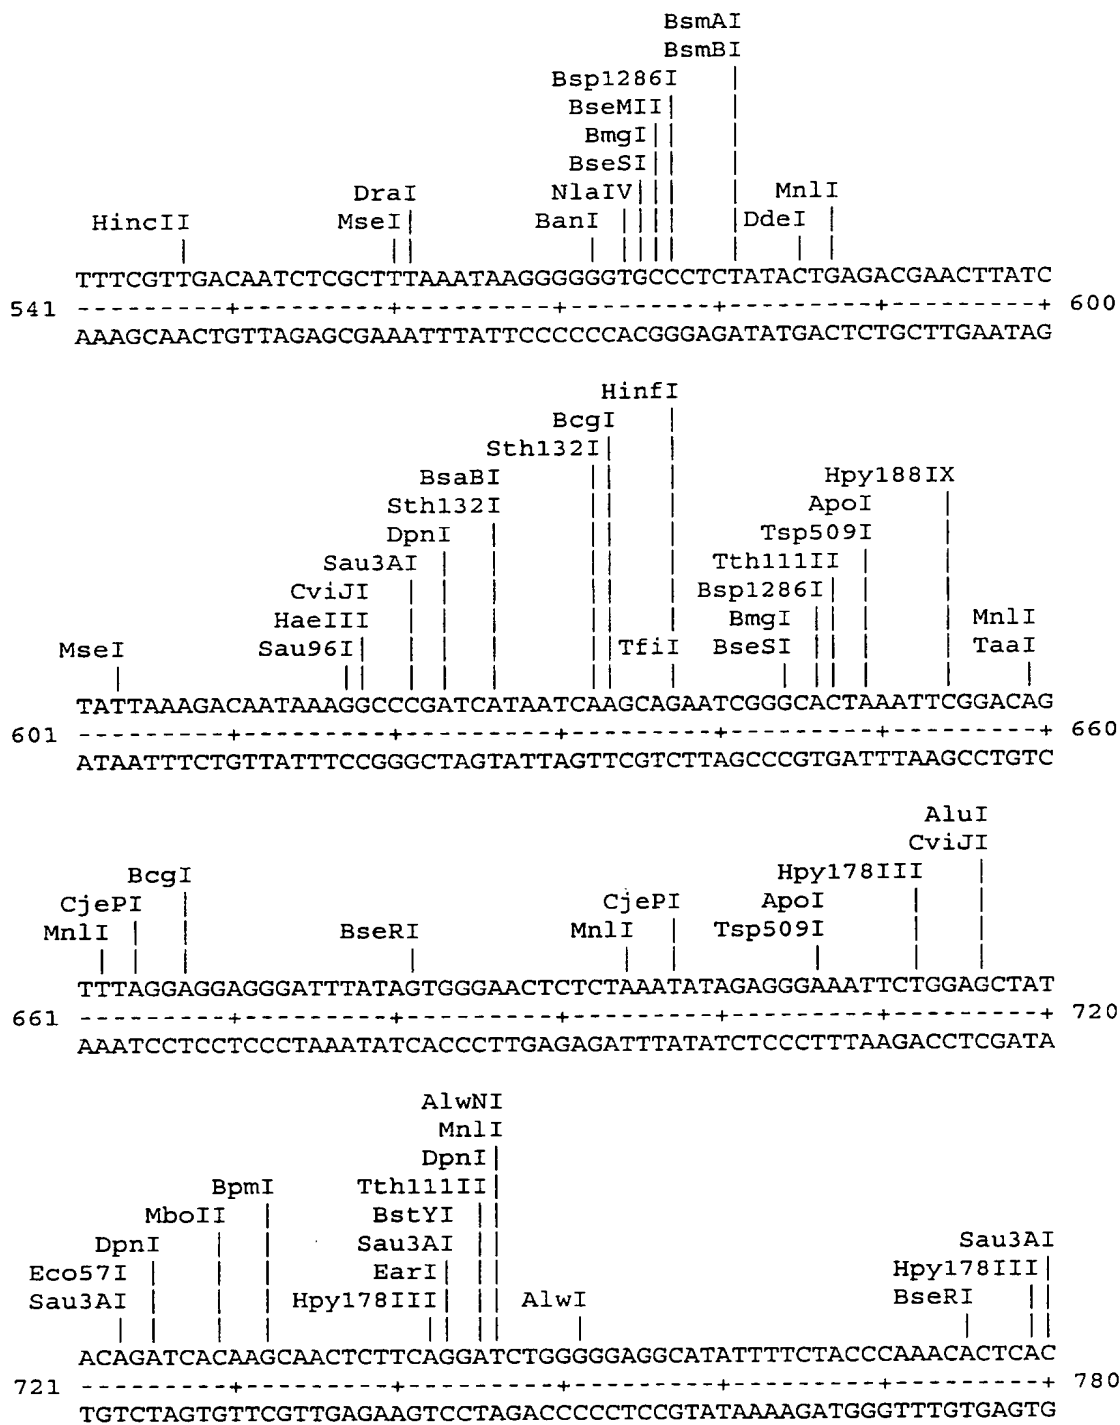 BsmAI
BsmBI
Bsp1286I
BseMII
BmgI
BseSI
DraI NlaIV MnlI
HincII MseI BanI DdeI
TTTCGTTGACAATCTCGCTTTAAATAAGGGGGGTGCCCTCTATACTGAGACGAACTTATC
541 ---------+---------+---------+---------+---------+---------+ 600
AAAGCAACTGTTAGAGCGAAATTTATTCCCCCCACGGGAGATATGACTCTGCTTGAATAG
HinfI
BcgI
Sth132I
BsaBI Hpy188IX
Sth132I ApoI
DpnI Tsp509I
Sau3AI Tth111II
CviJI Bsp1286I
HaeIII BmgI MnlI
MseI Sau96I TfiI BseSI TaaI
TATTAAAGACAATAAAGGCCCGATCATAATCAAGCAGAATCGGGCACTAAATTCGGACAG
601 ---------+---------+---------+---------+---------+---------+ 660
ATAATTTCTGTTATTTCCGGGCTAGTATTAGTTCGTCTTAGCCCGTGATTTAAGCCTGTC
AluI
CviJI
BcgI Hpy178III
CjePI CjePI ApoI
MnlI BseRI MnlI Tsp509I
TTTAGGAGGAGGGATTTATAGTGGGAACTCTCTAAATATAGAGGGAAATTCTGGAGCTAT
661 ---------+---------+---------+---------+---------+---------+ 720
AAATCCTCCTCCCTAAATATCACCCTTGAGAGATTTATATCTCCCTTTAAGACCTCGATA
AlwNI
MnlI
DpnI
BpmI Tth111II
MboII BstYI
DpnI Sau3AI Sau3AI
Eco57I EarI Hpy178III
Sau3AI Hpy178III AlwI BseRI
ACAGATCACAAGCAACTCTTCAGGATCTGGGGGAGGCATATTTTCTACCCAAACACTCAC
721 ---------+---------+---------+---------+---------+---------+ 780
TGTCTAGTGTTCGTTGAGAAGTCCTAGACCCCCTCCGTATAAAAGATGGGTTTGTGAGTG